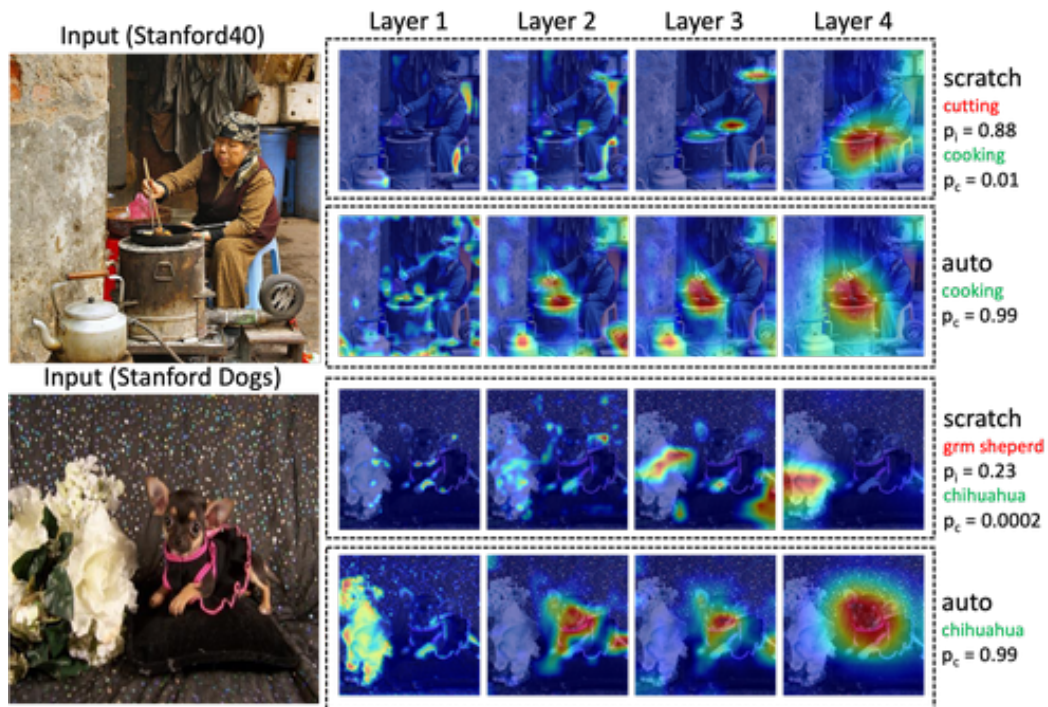 Input (Stanford40)
Layer 1
Layer 2
Layer 3
Layer 4
scratch
cutting
pᵢ = 0.88
cooking
p_c = 0.01
auto
cooking
p_c = 0.99
Input (Stanford Dogs)
scratch
grm sheperd
pᵢ = 0.23
chihuahua
p_c = 0.0002
auto
chihuahua
p_c = 0.99